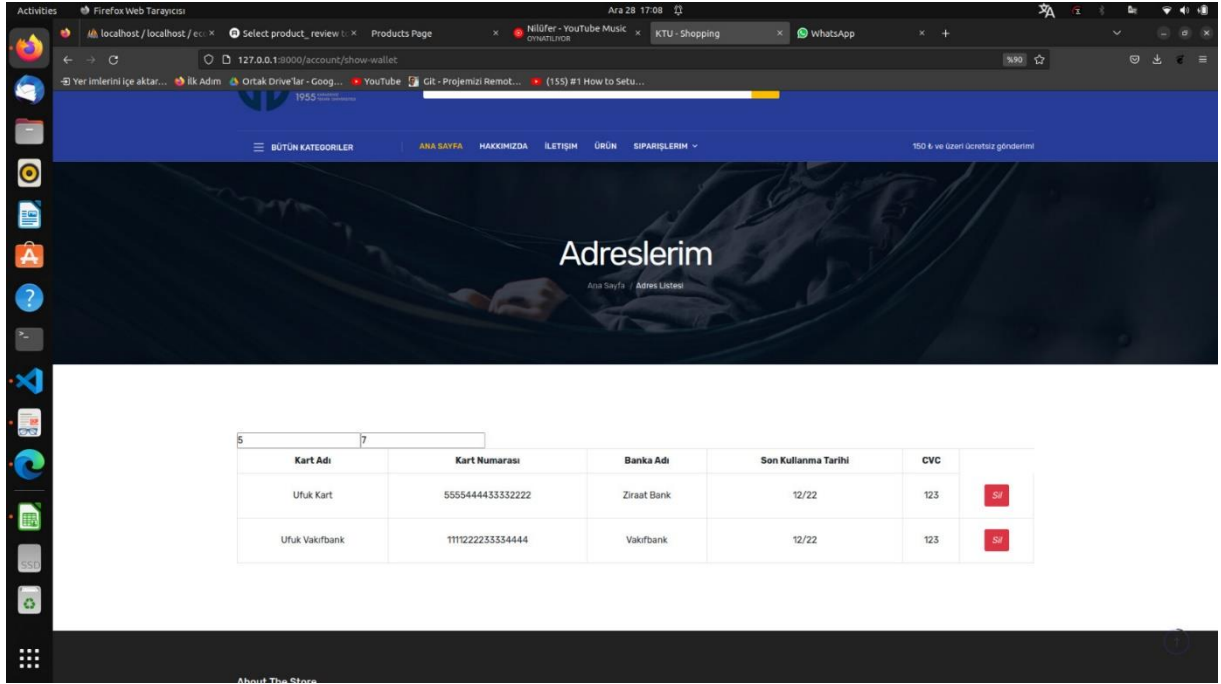 Activities Firefox Web Tarayıcısı Ara 28 17:08
localhost / localhost / ec Select product_review t Products Page Nilüfer - YouTube Music KTU - Shopping WhatsApp
OYNATILIYOR
127.0.0.1:8000/account/show-wallet %90
Yer imlerini içe aktar... İlk Adım Ortak Drive'lar - Goog... YouTube Git - Projemizi Remot... (155) #1 How to Setu...
1955
BÜTÜN KATEGORILER ANA SAYFA HAKKIMIZDA İLETIŞIM ÜRÜN SIPARIŞLERIM 150 ₺ ve üzeri ücretsiz gönderim!
Adreslerim
Ana Sayfa / Adres Listesi
5 7
Kart Adı Kart Numarası Banka Adı Son Kullanma Tarihi CVC
Ufuk Kart 5555444433332222 Ziraat Bank 12/22 123 Sil
Ufuk Vakıfbank 1111222233334444 Vakıfbank 12/22 123 Sil
SSD
About The Store